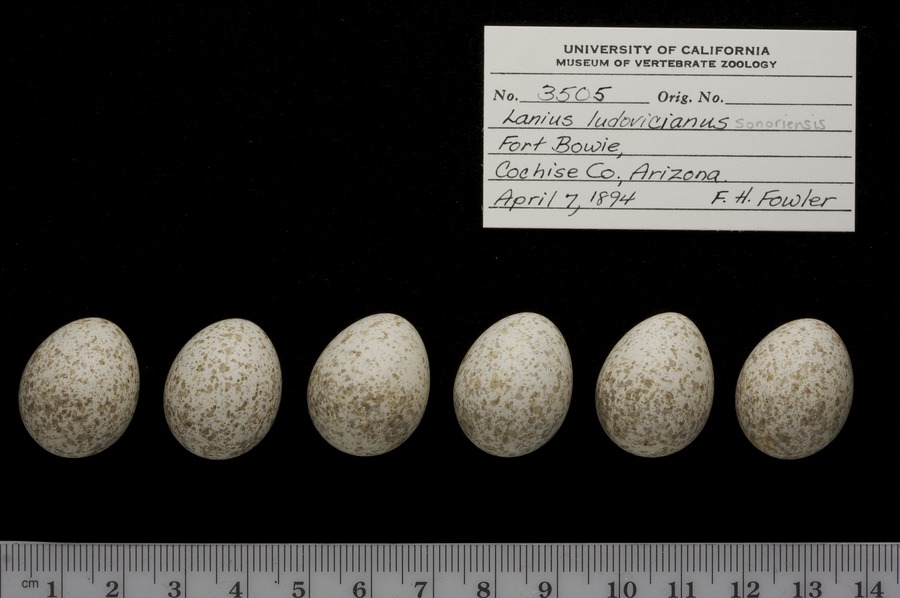 UNIVERSITY OF CALIFORNIA
MUSEUM OF VERTEBRATE ZOOLOGY
No. 3505 Orig. No.
Lanius ludovicianus sonoriensis
Fort Bowie,
Cochise Co., Arizona.
April 7, 1894 F. H. Fowler
cm 1 2 3 4 5 6 7 8 9 10 11 12 13 14